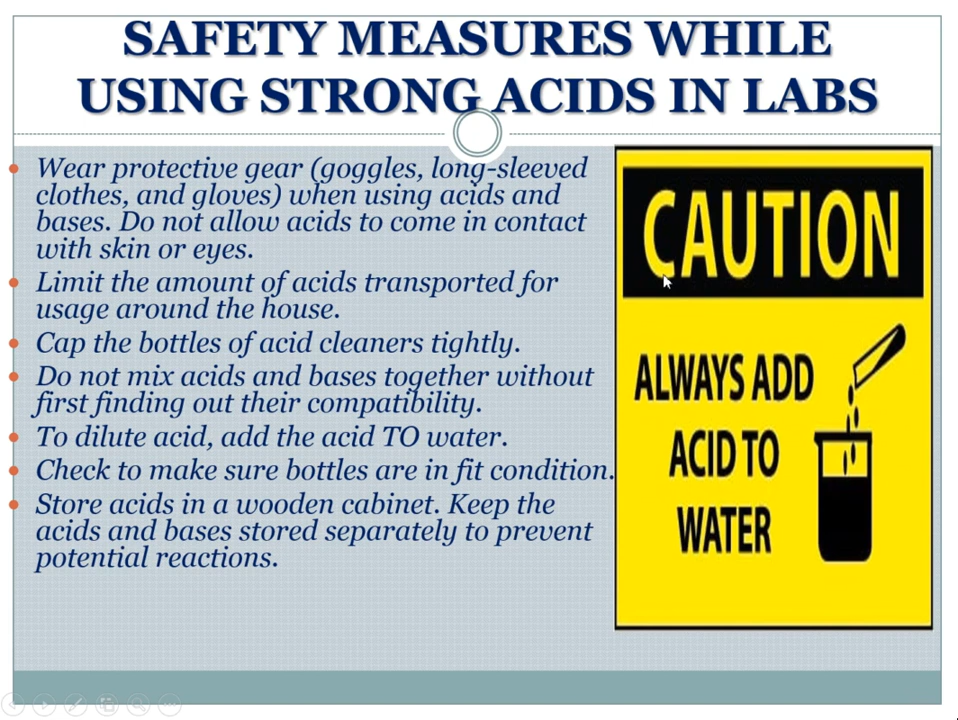 SAFETY MEASURES WHILE
USING STRONG ACIDS IN LABS
Wear protective gear (goggles, long-sleeved
clothes, and gloves) when using acids and
bases. Do not allow acids to come in contact
with skin or eyes.
Limit the amount of acids transported for
usage around the house.
Cap the bottles of acid cleaners tightly.
Do not mix acids and bases together without
first finding out their compatibility.
To dilute acid, add the acid TO water.
Check to make sure bottles are in fit condition.
Store acids in a wooden cabinet. Keep the
acids and bases stored separately to prevent
potential reactions.
CAUTION
ALWAYS ADD
ACID TO
WATER